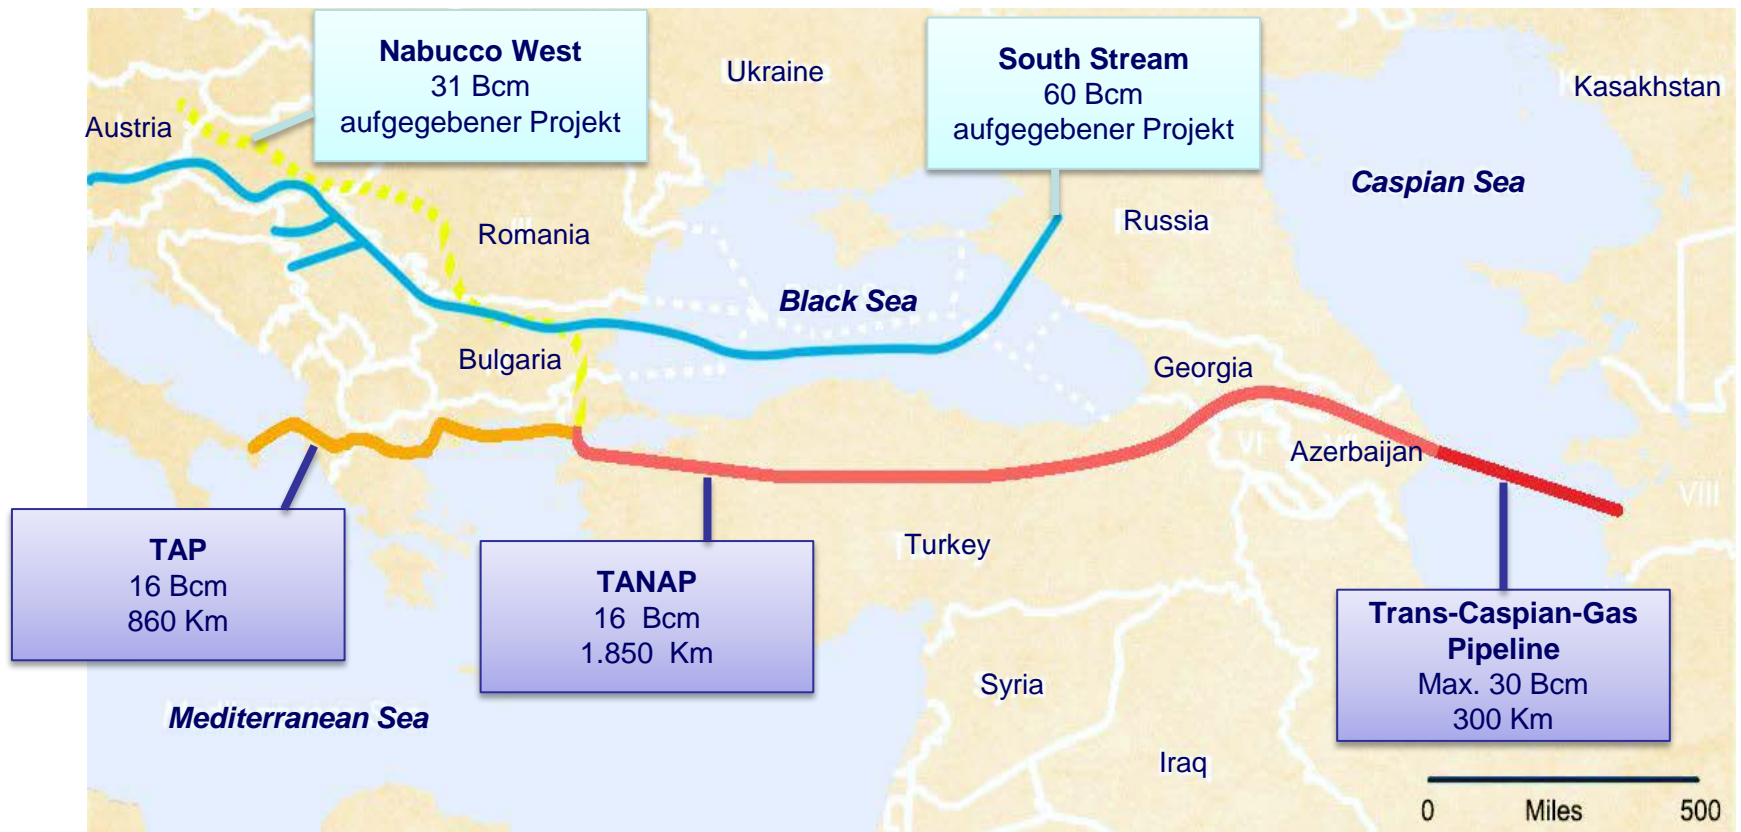 Nabucco West
31 Bcm
aufgegebener Projekt
South Stream
60 Bcm
aufgegebener Projekt
Ukraine
Kasakhstan
Austria
Caspian Sea
Russia
Romania
Black Sea
Bulgaria
Georgia
VI
Azerbaijan
VIII
TAP
16 Bcm
860 Km
TANAP
16 Bcm
1.850 Km
Turkey
Trans-Caspian-Gas
Pipeline
Max. 30 Bcm
300 Km
Syria
Mediterranean Sea
Iraq
0 Miles 500